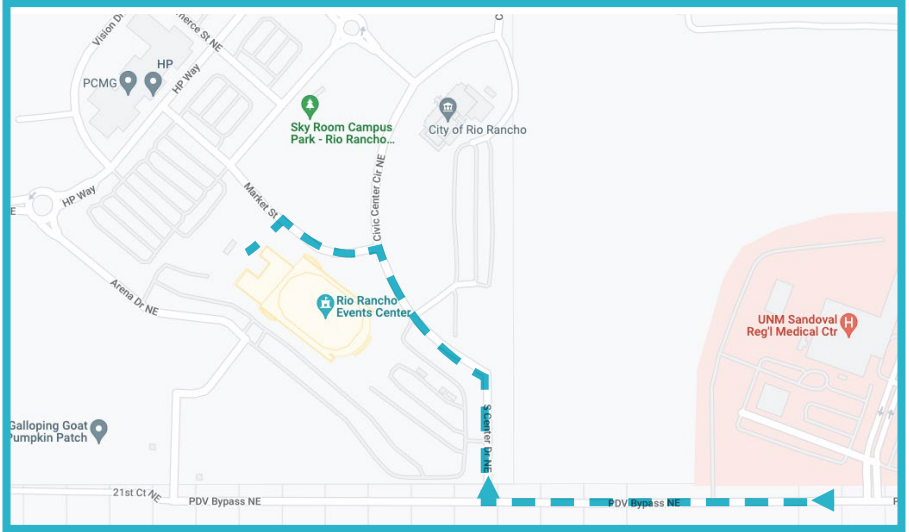 Vision Dr
merce St NE
HP
PCMG
HP Way
Sky Room Campus
Park - Rio Rancho...
City of Rio Rancho
C
Civic Center Cir NE
HP Way
E
Market St
Arena Dr NE
Rio Rancho
Events Center
UNM Sandoval
Reg'l Medical Ctr
H
Galloping Goat
Pumpkin Patch
S Center Dr NE
21st Ct NE
PDV Bypass NE
PDV Bypass NE
P